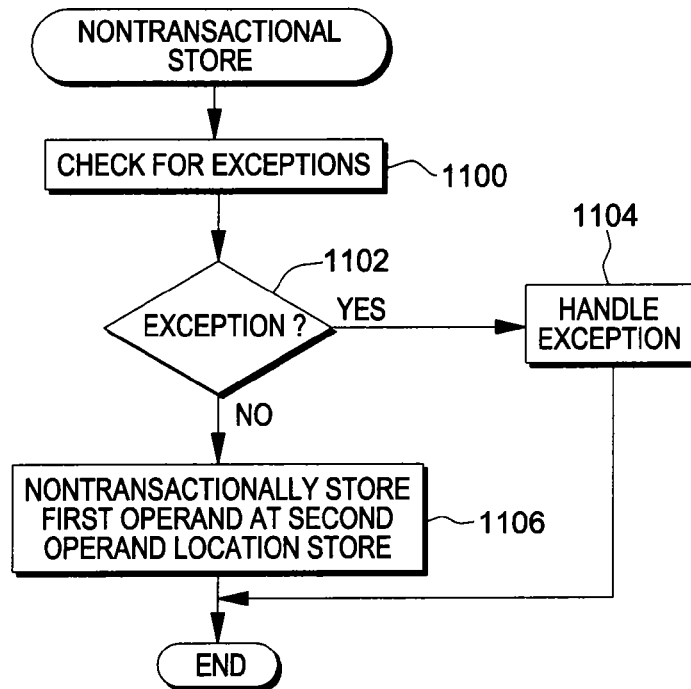 NONTRANSACTIONAL
STORE
CHECK FOR EXCEPTIONS
1100
1102
EXCEPTION ?
YES
1104
HANDLE
EXCEPTION
NO
NONTRANSACTIONALLY STORE
FIRST OPERAND AT SECOND
OPERAND LOCATION STORE
1106
END